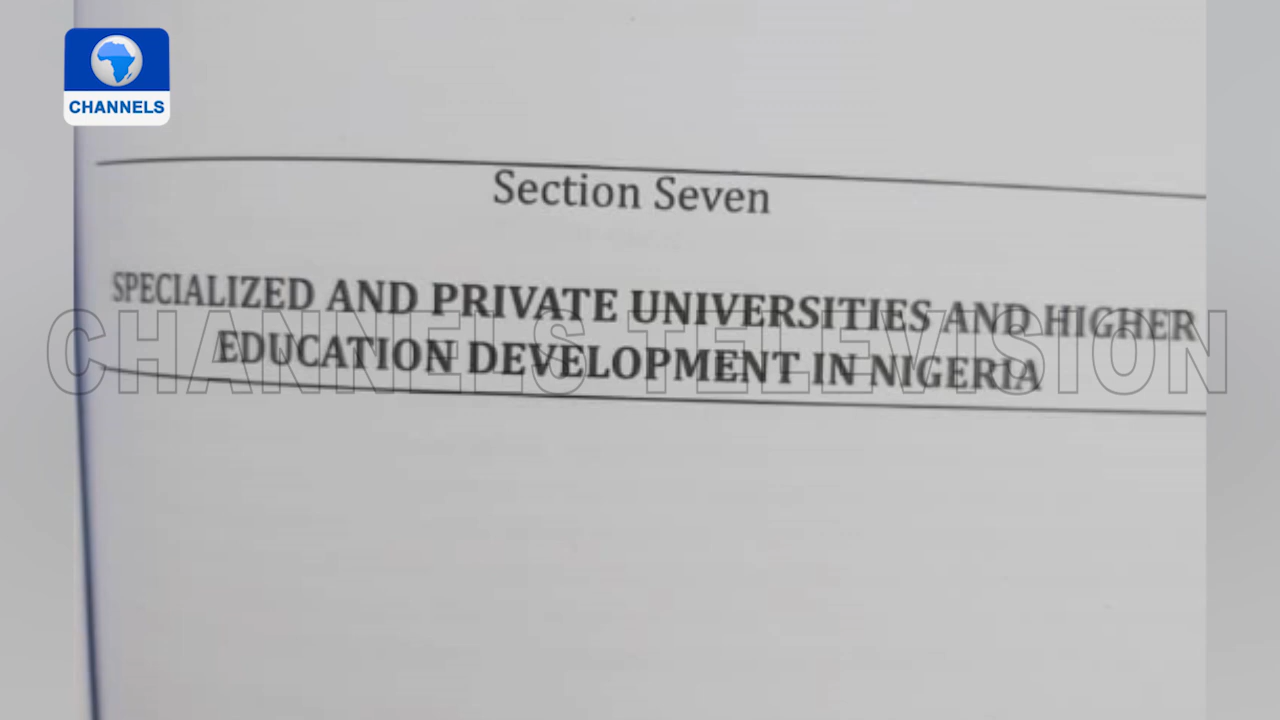 CHANNELS
Section Seven
SPECIALIZED AND PRIVATE UNIVERSITIES AND HIGHER
EDUCATION DEVELOPMENT IN NIGERIA
CHANNELS TELEVISION